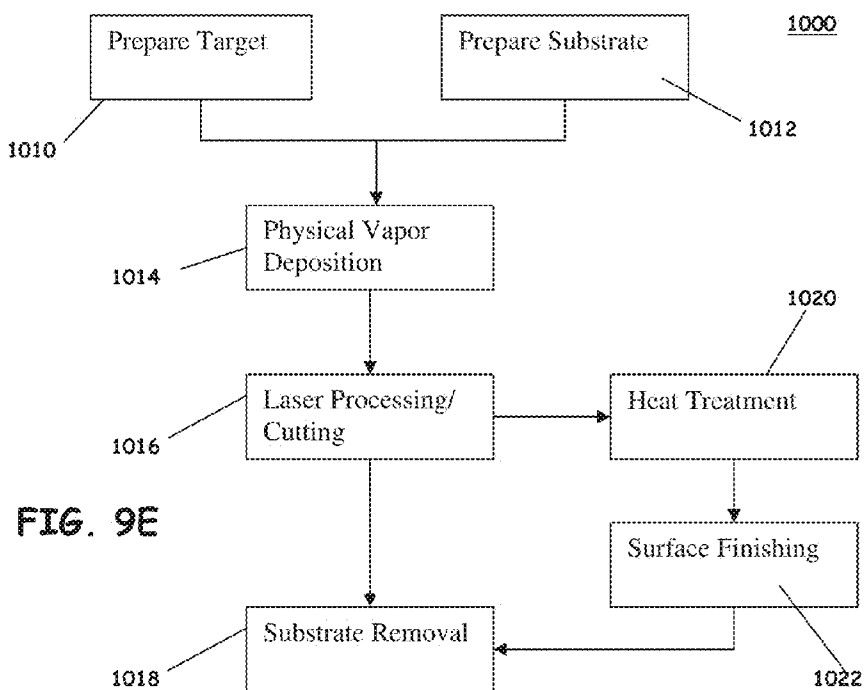 Prepare Target
Prepare Substrate
1000
1010
1012
Physical Vapor
Deposition
1014
1020
Laser Processing/
Cutting
Heat Treatment
1016
FIG. 9E
Surface Finishing
Substrate Removal
1018
1022